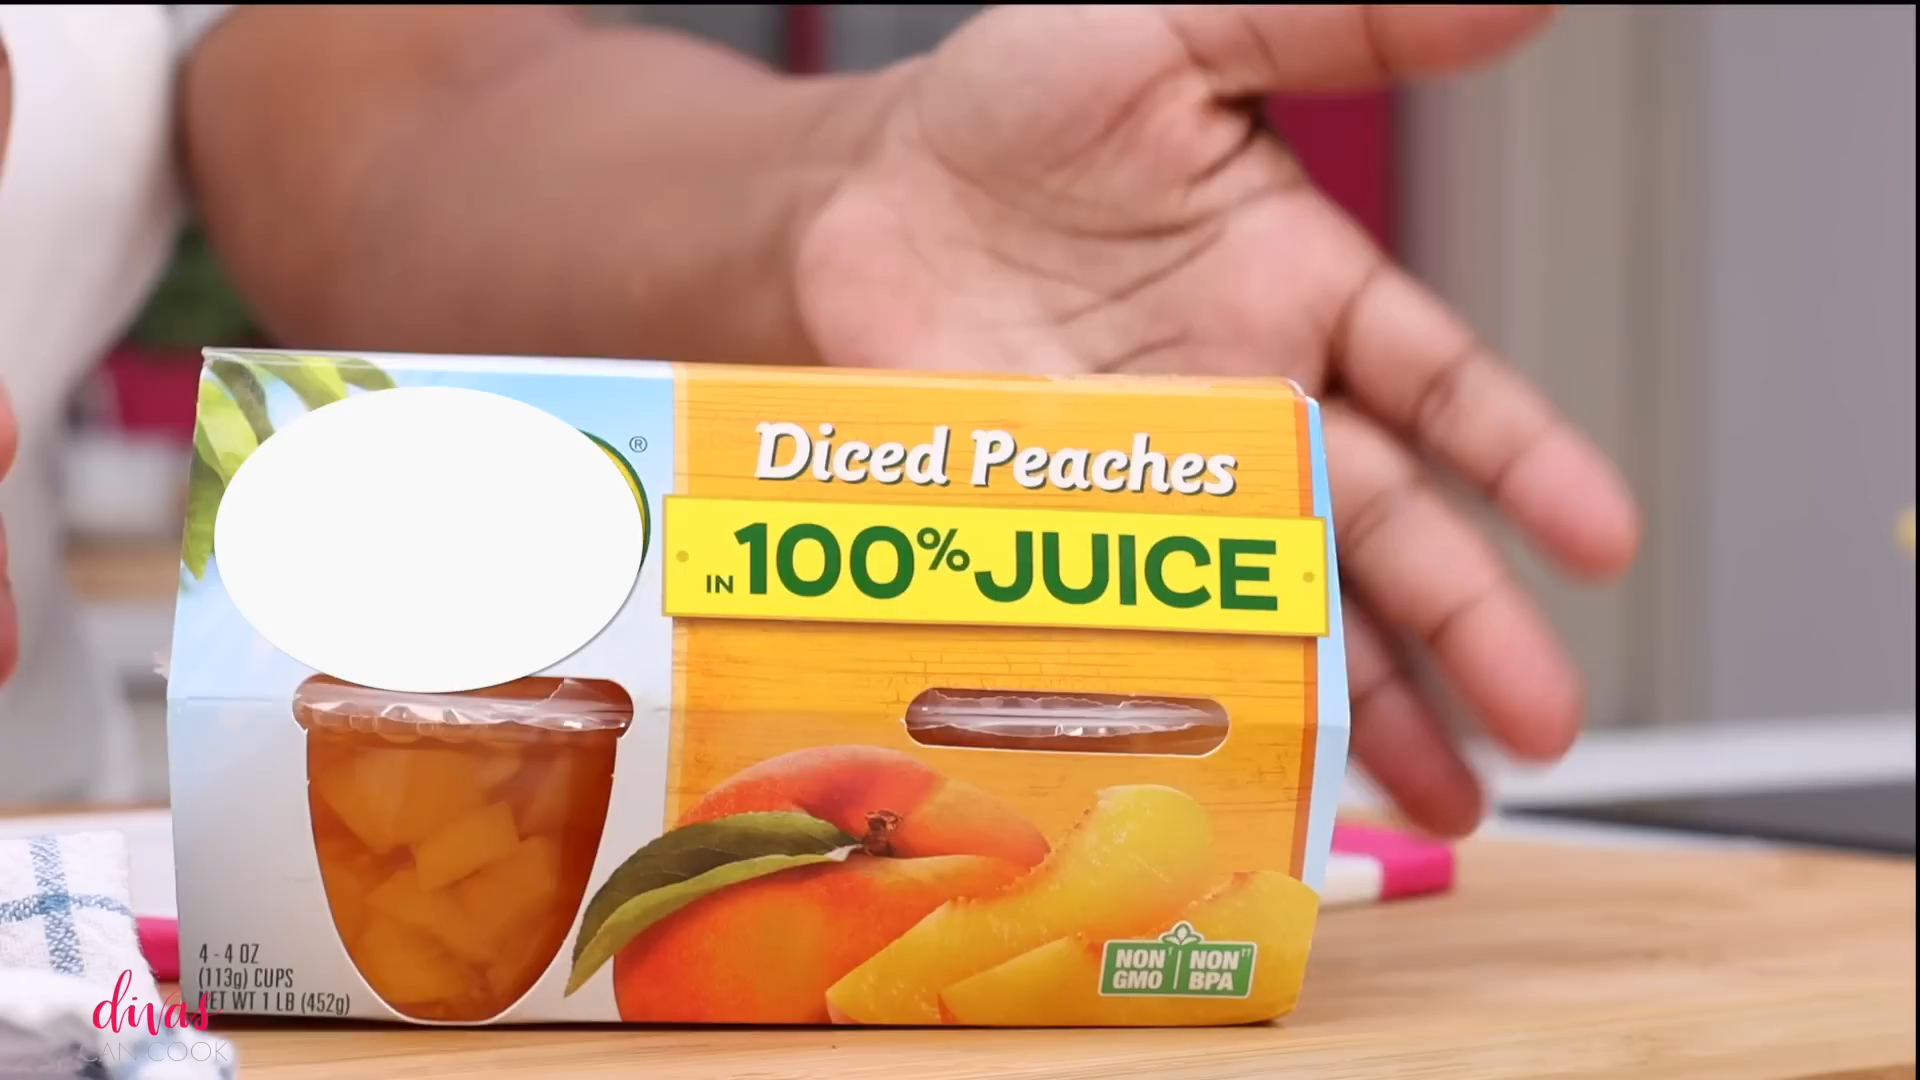 ®
Diced Peaches
IN 100% JUICE
NON† NON††
GMO BPA
4 - 4 OZ
(113g) CUPS
NET WT 1 LB (452g)
divas
CAN COOK